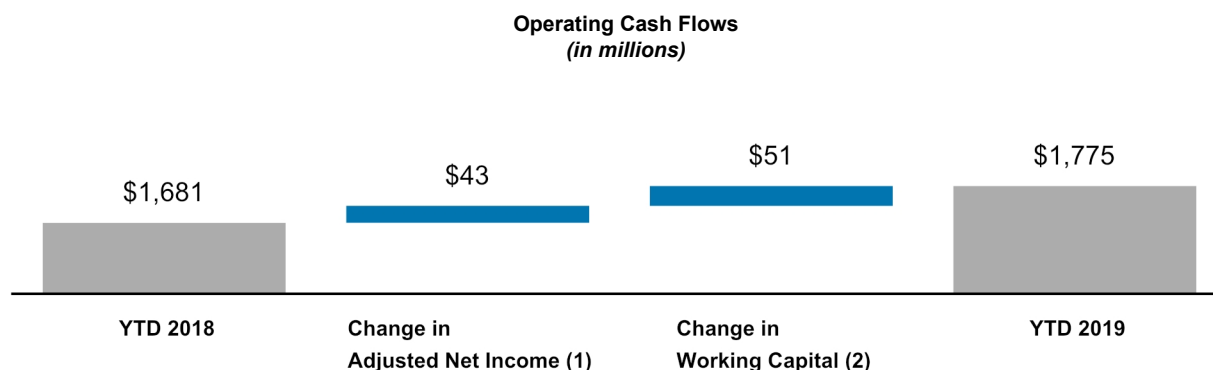 Operating Cash Flows
(in millions)
$1,681
$43
$51
$1,775
YTD 2018
Change in
Adjusted Net Income (1)
Change in
Working Capital (2)
YTD 2019